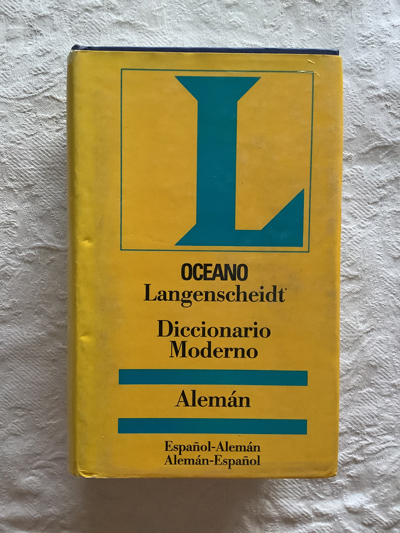 L
OCEANO
Langenscheidt
Diccionario
Moderno
Alemán
Español-Alemán
Alemán-Español